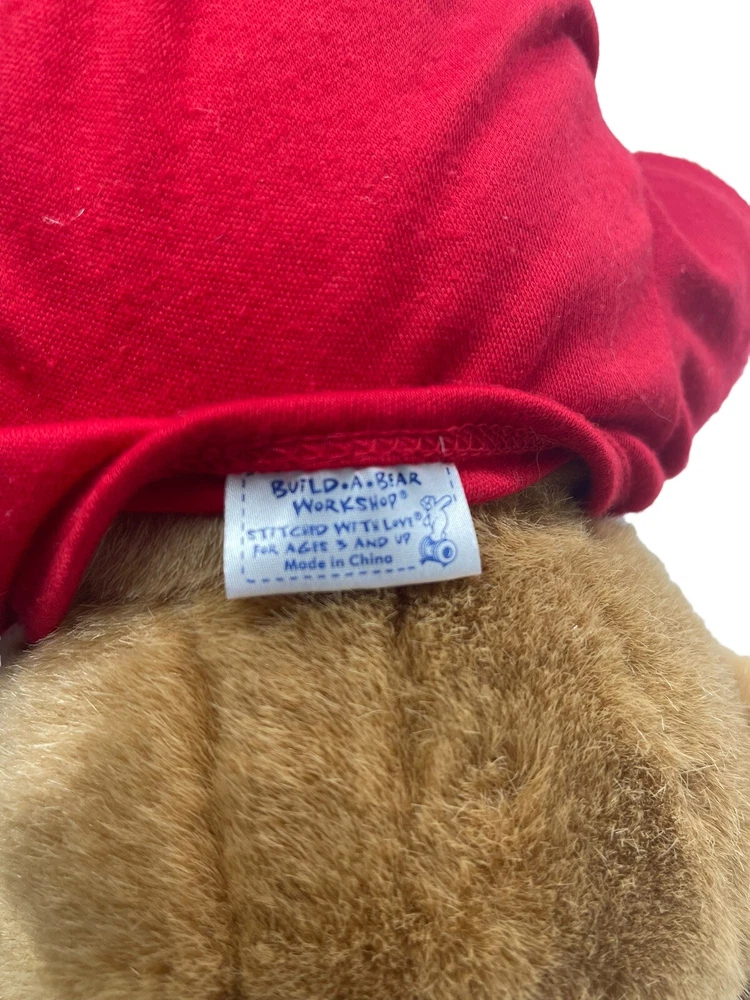 BUILD•A•BEAR
WORKSHOP®
STITCHED WITH LOVE®
FOR AGES 3 AND UP
Made in China